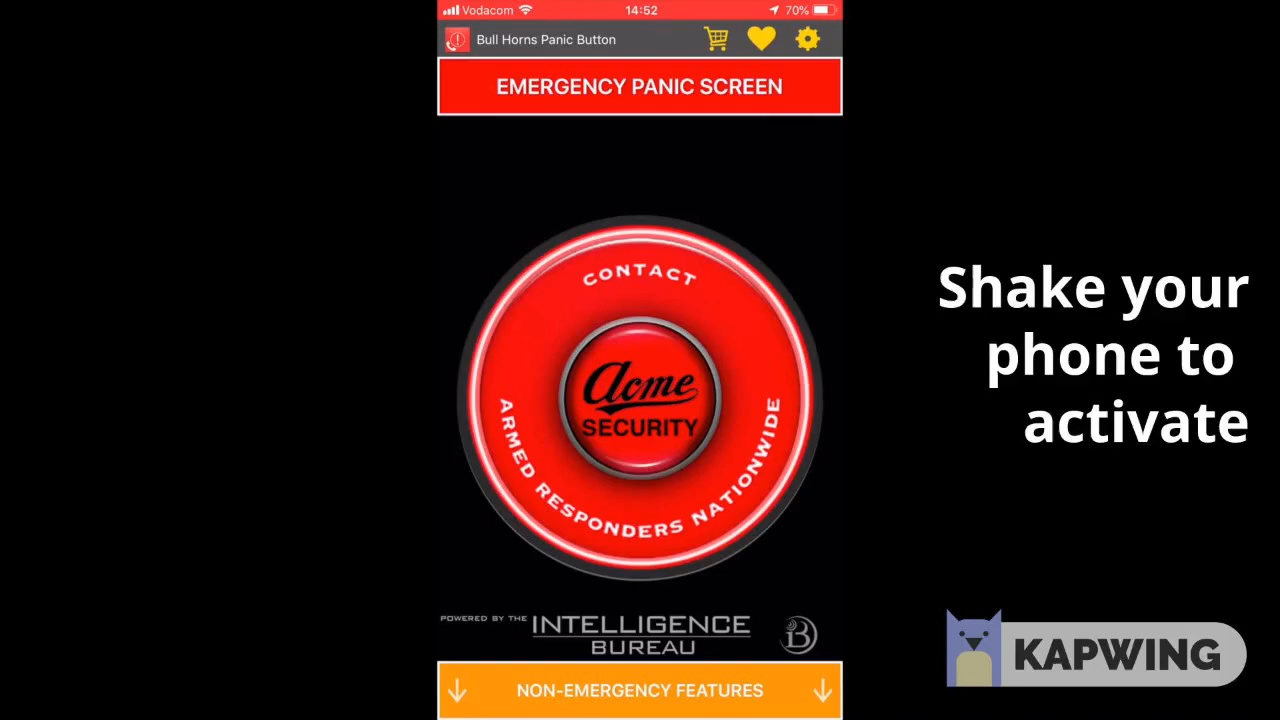 Vodacom 14:52 70%
Bull Horns Panic Button
EMERGENCY PANIC SCREEN
CONTACT
Acme
SECURITY
ARMED RESPONDERS NATIONWIDE
Shake your
phone to
activate
POWERED BY THE INTELLIGENCE
BUREAU
iB
KAPWING
NON-EMERGENCY FEATURES